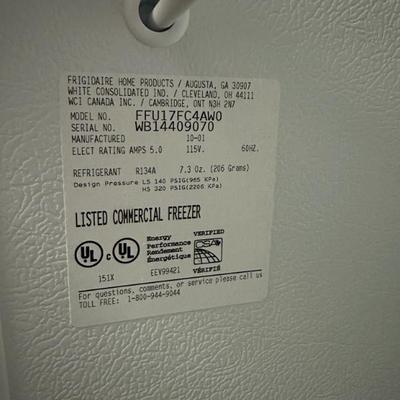 FRIGIDAIRE HOME PRODUCTS / AUGUSTA, GA 30907
WHITE CONSOLIDATED IND. / CLEVELAND, OH 44111
WCI CANADA INC. / CAMBRIDGE, ONT N3H 2N7
MODEL NO. FFU17FC4AW0
SERIAL NO. WB14409070
MANUFACTURED 10-01
ELECT RATING AMPS 5.0 115V. 60HZ.
REFRIGERANT R134A 7.3 Oz. (206 Grams)
Design Pressure LS 140 PSIG(965 KPa)
HS 320 PSIG(2206 KPa)
LISTED COMMERCIAL FREEZER
UL
c UL
Energy
Performance
Rendement
Énergétique
VERIFIED
CSA
VÉRIFIÉ
151X
EEV99421
For questions, comments, or service please call us
TOLL FREE: 1-800-944-9044